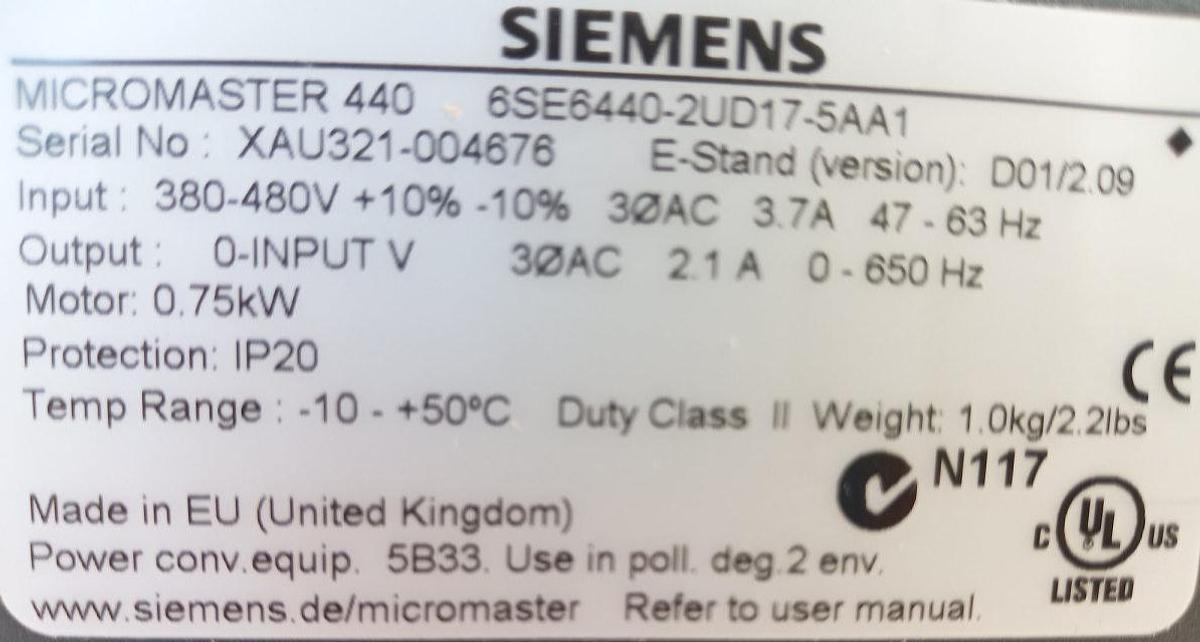 SIEMENS
MICROMASTER 440 6SE6440-2UD17-5AA1
Serial No : XAU321-004676 E-Stand (version): D01/2.09
Input : 380-480V +10% -10% 3ØAC 3.7A 47 - 63 Hz
Output : 0-INPUT V 3ØAC 2.1 A 0 - 650 Hz
Motor: 0.75kW
Protection: IP20
CE
Temp Range : -10 - +50ºC Duty Class II Weight: 1.0kg/2.2lbs
N117
Made in EU (United Kingdom)
C UL US
Power conv.equip. 5B33. Use in poll. deg.2 env.
LISTED
www.siemens.de/micromaster Refer to user manual.